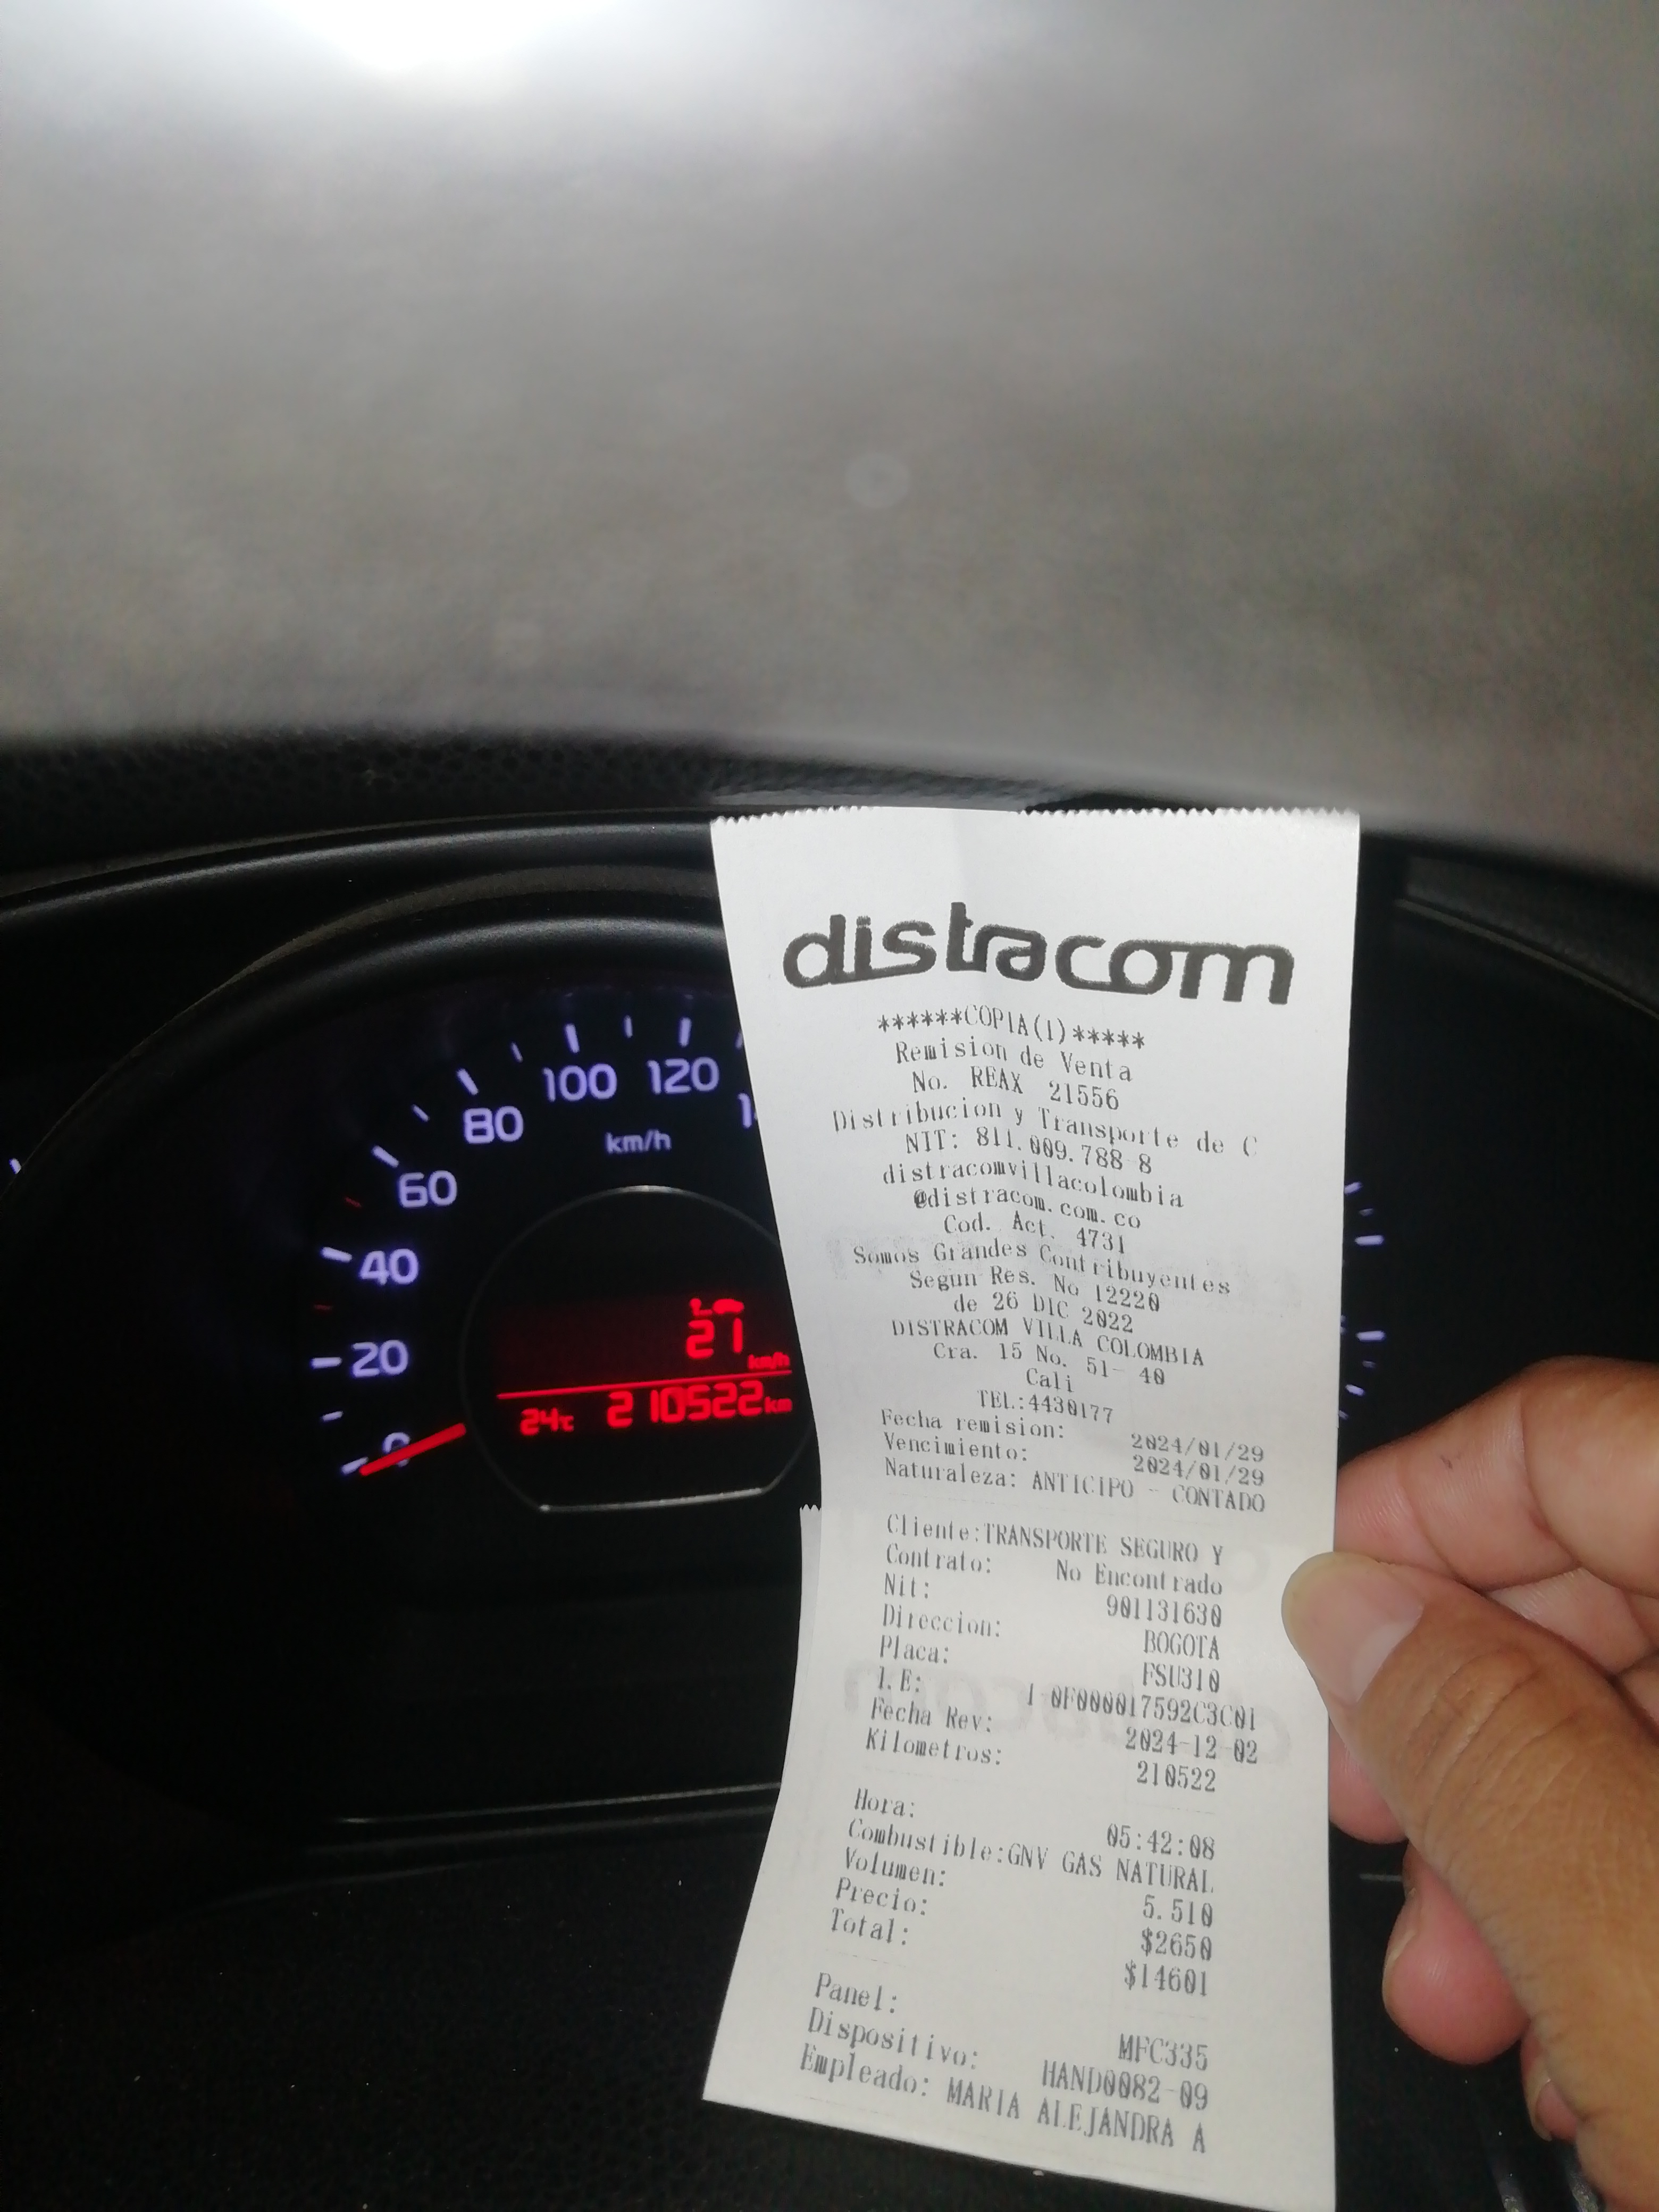 100 120
80
km/h
60
40
20
0
21
km/h
24°C 210522 km
distracom
******COPIA(1)*****
Remision de Venta
No. REAX 21556
Distribucion y Transporte de C
NIT: 811.009.788-8
distracomvillacolombia
@distracom.com.co
Cod. Act. 4731
Somos Grandes Contribuyentes
Segun Res. No 12220
de 26 DIC 2022
DISTRACOM VILLA COLOMBIA
Cra. 15 No. 51- 40
Cali
TEL:4430177
Fecha remision: 2024/01/29
Vencimiento: 2024/01/29
Naturaleza: ANTICIPO - CONTADO
Cliente:TRANSPORTE SEGURO Y
Contrato: No Encontrado
Nit: 901131630
Direccion: BOGOTA
Placa: FSU310
I.E: 1-0F000017592C3C01
Fecha Rev: 2024-12-02
Kilometros: 210522
Hora: 05:42:08
Combustible:GNV GAS NATURAL
Volumen: 5.510
Precio: $2650
Total: $14601
Panel: MFC335
Dispositivo: HAND0082-09
Empleado: MARIA ALEJANDRA A